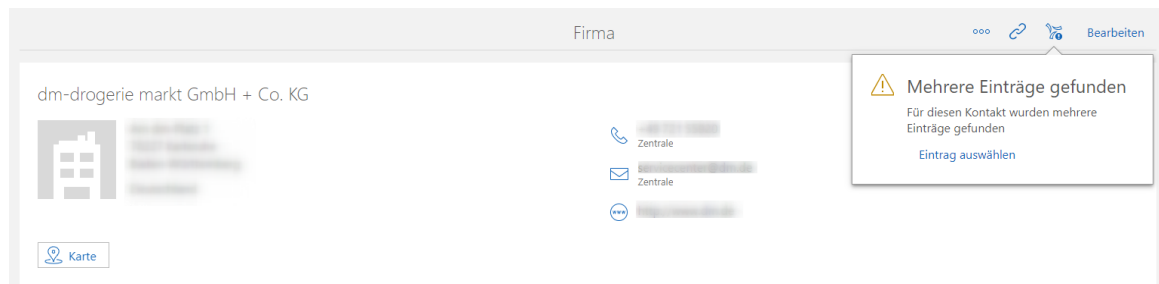 Firma
Bearbeiten
Mehrere Einträge gefunden
Für diesen Kontakt wurden mehrere
Einträge gefunden
Eintrag auswählen
dm-drogerie markt GmbH + Co. KG
Zentrale
Zentrale
Karte